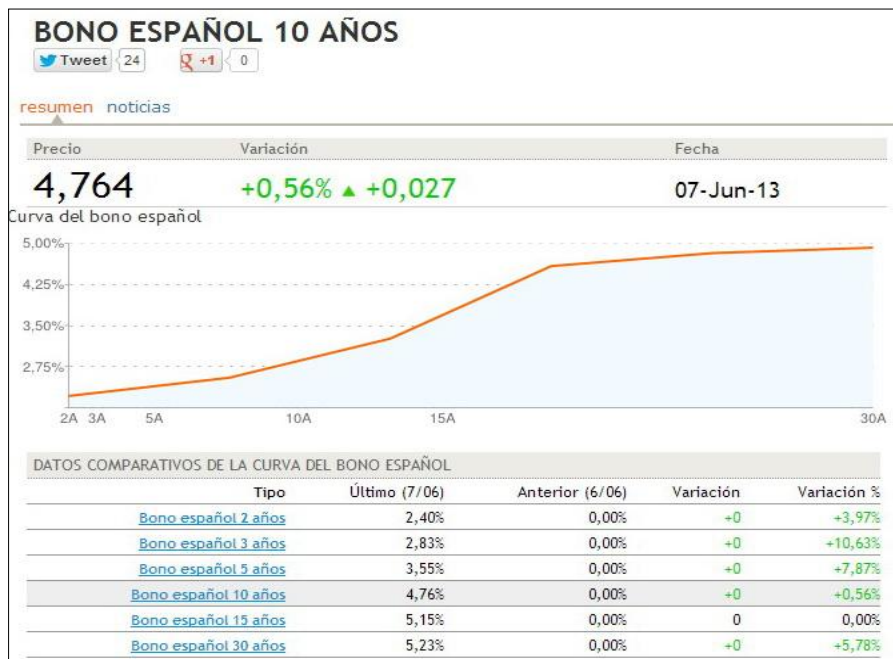 BONO ESPAÑOL 10 AÑOS
Tweet 24 g +1 0
resumen noticias
Precio Variación Fecha
4,764 +0,56% ▲ +0,027 07-Jun-13
Curva del bono español
5,00%
4,25%
3,50%
2,75%
2A 3A 5A 10A 15A 30A
DATOS COMPARATIVOS DE LA CURVA DEL BONO ESPAÑOL
Tipo Último (7/06) Anterior (6/06) Variación Variación %
Bono español 2 años 2,40% 0,00% +0 +3,97%
Bono español 3 años 2,83% 0,00% +0 +10,63%
Bono español 5 años 3,55% 0,00% +0 +7,87%
Bono español 10 años 4,76% 0,00% +0 +0,56%
Bono español 15 años 5,15% 0,00% 0 0,00%
Bono español 30 años 5,23% 0,00% +0 +5,78%